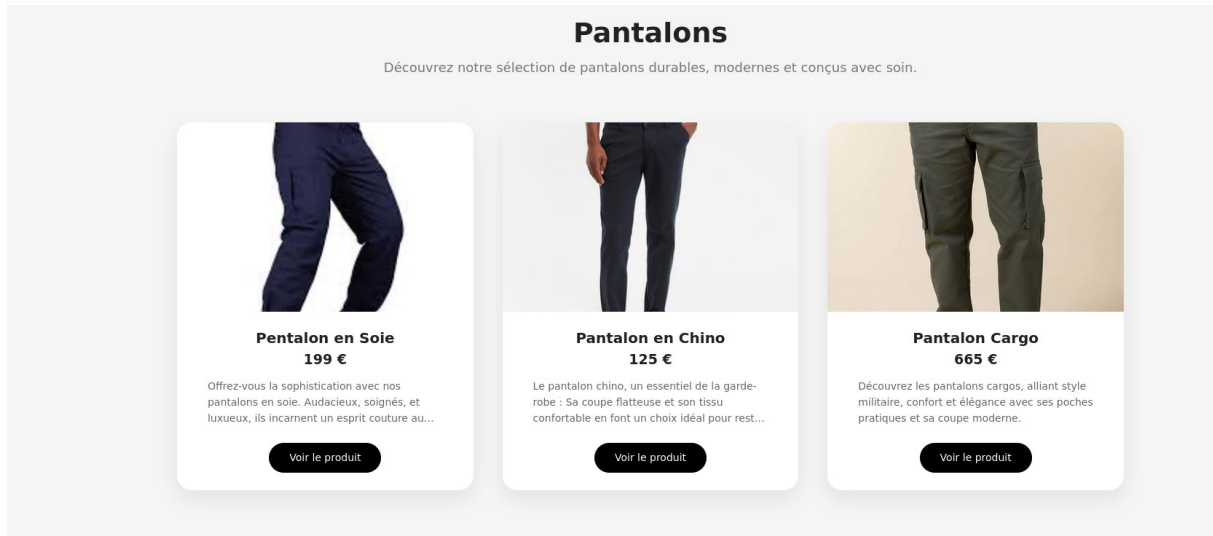 Pantalons
Découvrez notre sélection de pantalons durables, modernes et conçus avec soin.
Pentalon en Soie
199 €
Offrez-vous la sophistication avec nos
pantalons en soie. Audacieux, soignés, et
luxueux, ils incarnent un esprit couture au…
Voir le produit
Pantalon en Chino
125 €
Le pantalon chino, un essentiel de la garde-
robe : Sa coupe flatteuse et son tissu
confortable en font un choix idéal pour rest…
Voir le produit
Pantalon Cargo
665 €
Découvrez les pantalons cargos, alliant style
militaire, confort et élégance avec ses poches
pratiques et sa coupe moderne.
Voir le produit